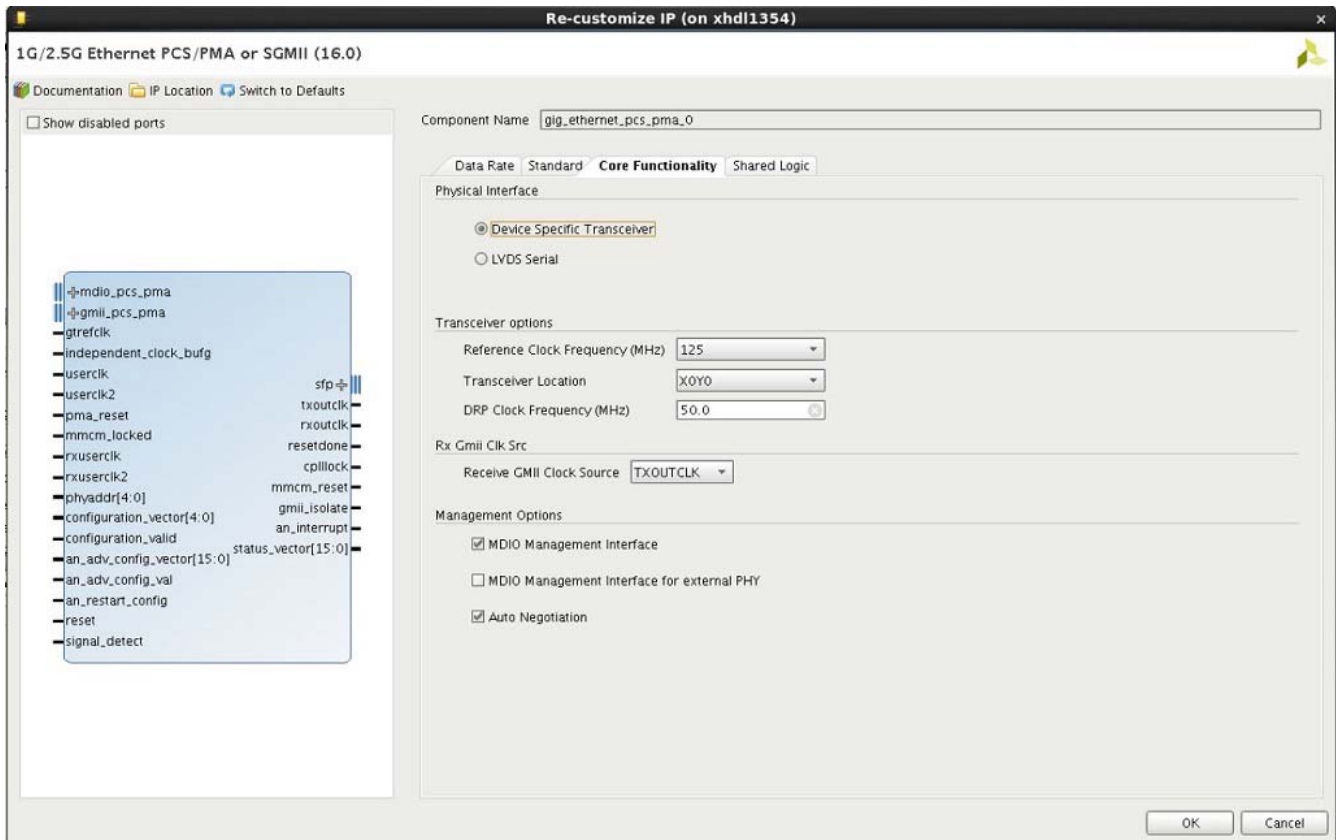 Re-customize IP (on xhdl1354)
1G/2.5G Ethernet PCS/PMA or SGMII (16.0)
Documentation IP Location Switch to Defaults
Show disabled ports
mdio_pcs_pma
gmii_pcs_pma
gtrefclk
independent_clock_bufg
userclk
userclk2
pma_reset
mmcm_locked
rxuserclk
rxuserclk2
phyaddr[4:0]
configuration_vector[4:0]
configuration_valid
an_adv_config_vector[15:0]
an_adv_config_val
an_restart_config
reset
signal_detect
sfp
txoutclk
rxoutclk
resetdone
cplllock
mmcm_reset
gmii_isolate
an_interrupt
status_vector[15:0]
Component Name gig_ethernet_pcs_pma_0
Data Rate Standard Core Functionality Shared Logic
Physical Interface
Device Specific Transceiver
LVDS Serial
Transceiver options
Reference Clock Frequency (MHz) 125
Transceiver Location X0Y0
DRP Clock Frequency (MHz) 50.0
Rx Gmii Clk Src
Receive GMII Clock Source TXOUTCLK
Management Options
MDIO Management Interface
MDIO Management Interface for external PHY
Auto Negotiation
OK Cancel